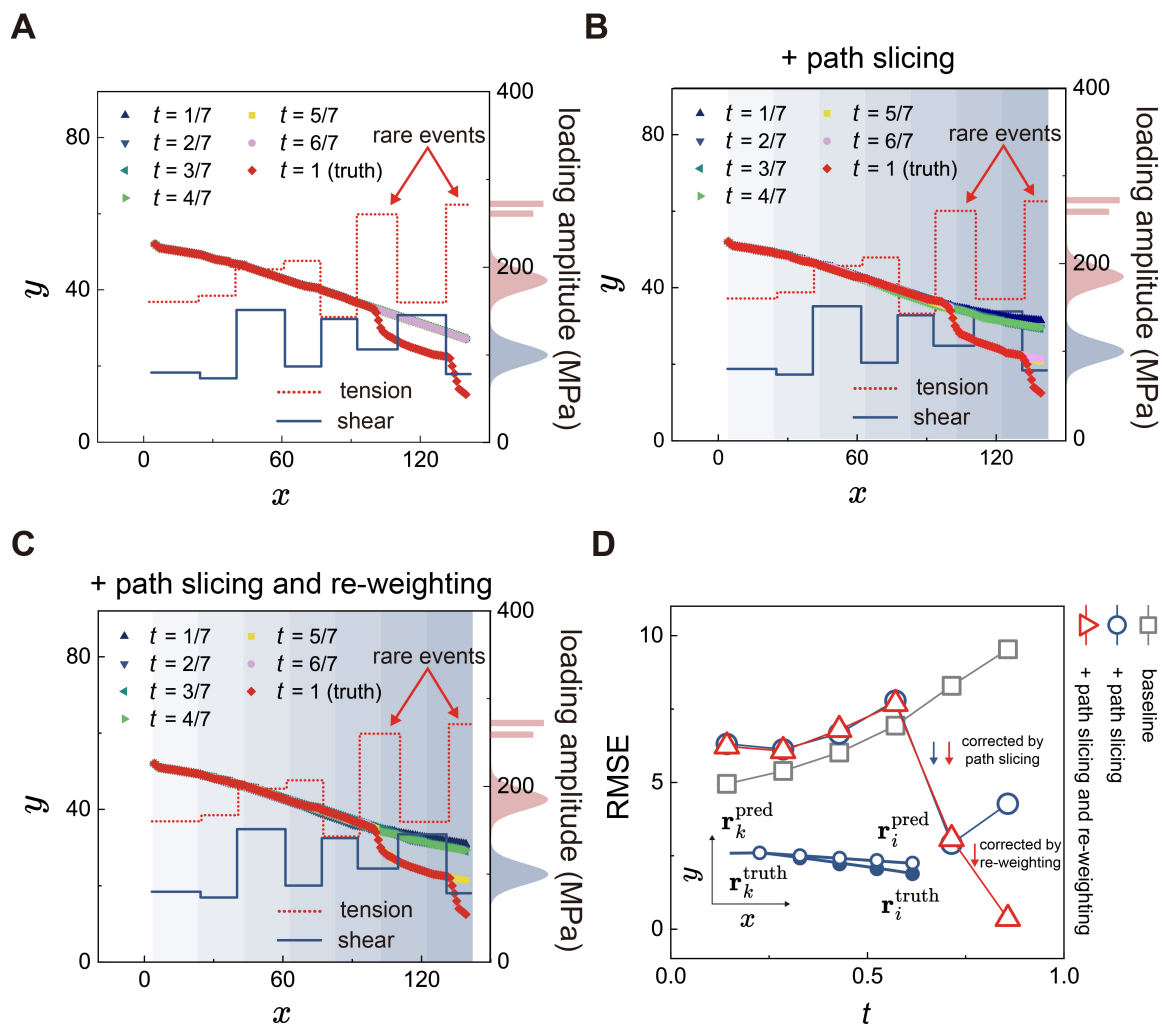 A
t = 1/7
t = 2/7
t = 3/7
t = 4/7
t = 5/7
t = 6/7
t = 1 (truth)
rare events
tension
shear
80
40
0
y
0
60
120
x
400
200
0
loading amplitude (MPa)
B
+ path slicing
t = 1/7
t = 2/7
t = 3/7
t = 4/7
t = 5/7
t = 6/7
t = 1 (truth)
rare events
tension
shear
80
40
0
y
0
60
120
x
400
200
0
loading amplitude (MPa)
C
+ path slicing and re-weighting
t = 1/7
t = 2/7
t = 3/7
t = 4/7
t = 5/7
t = 6/7
t = 1 (truth)
rare events
tension
shear
80
40
0
y
0
60
120
x
400
200
0
loading amplitude (MPa)
D
10
5
0
RMSE
0.0
0.5
1.0
t
corrected by
path slicing
corrected by
re-weighting
r_k^pred
r_i^pred
r_k^truth
r_i^truth
y
x
baseline
+ path slicing
+ path slicing and re-weighting